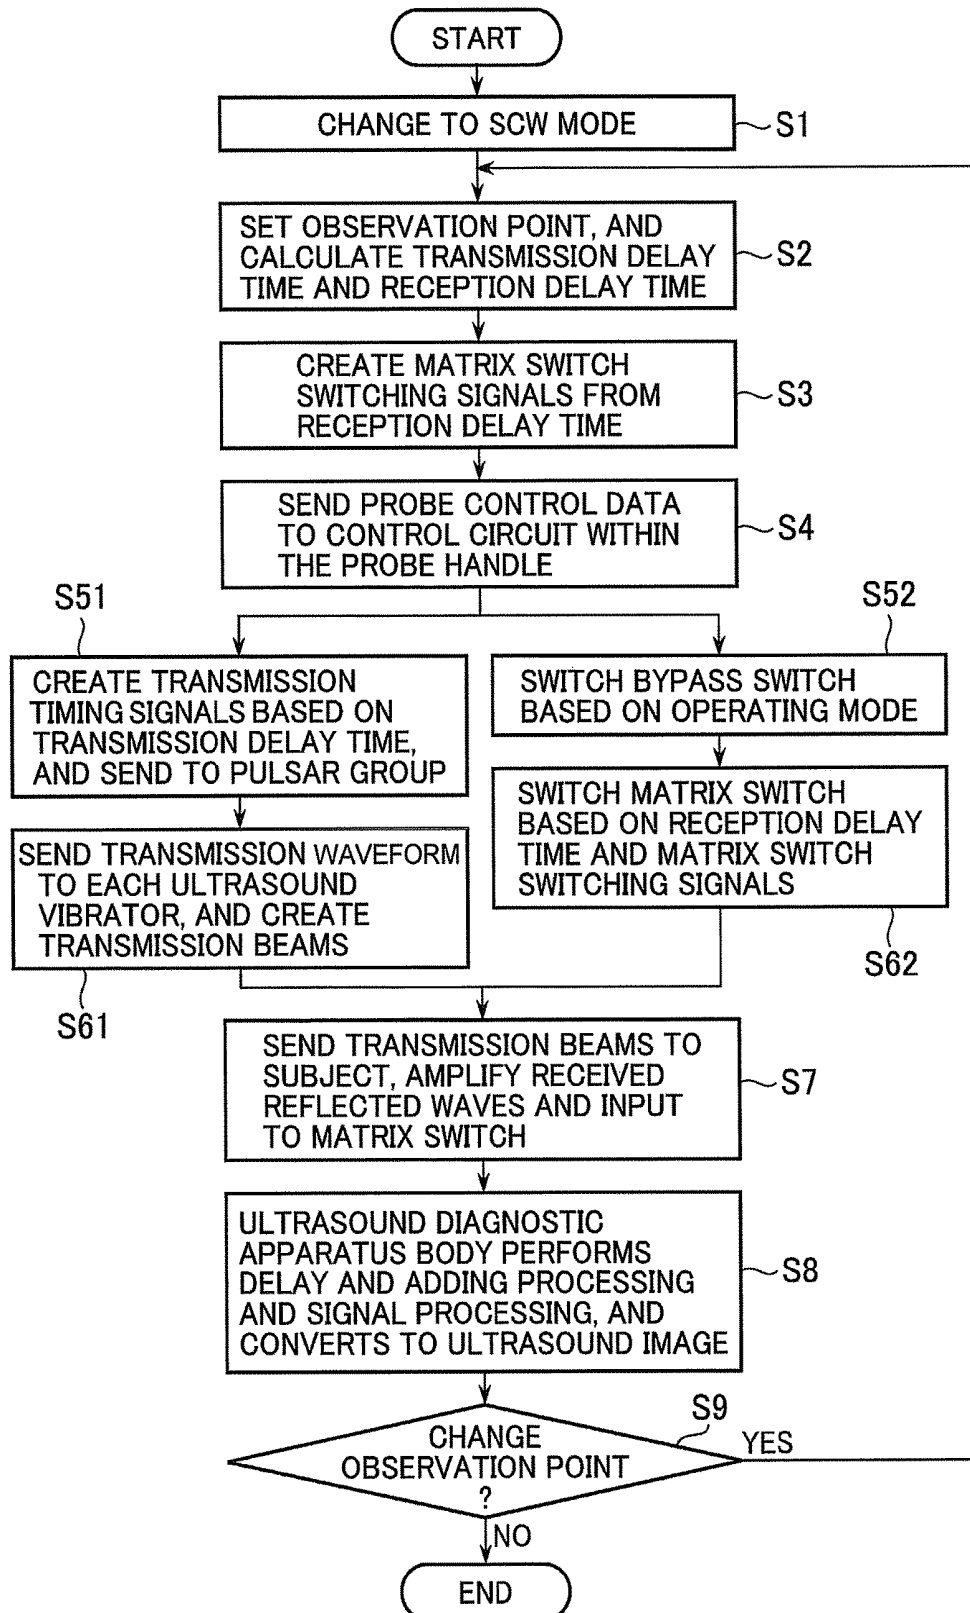 START
CHANGE TO SCW MODE
S1
SET OBSERVATION POINT, AND
CALCULATE TRANSMISSION DELAY
TIME AND RECEPTION DELAY TIME
S2
CREATE MATRIX SWITCH
SWITCHING SIGNALS FROM
RECEPTION DELAY TIME
S3
SEND PROBE CONTROL DATA
TO CONTROL CIRCUIT WITHIN
THE PROBE HANDLE
S4
S51
CREATE TRANSMISSION
TIMING SIGNALS BASED ON
TRANSMISSION DELAY TIME,
AND SEND TO PULSAR GROUP
S52
SWITCH BYPASS SWITCH
BASED ON OPERATING MODE
SEND TRANSMISSION WAVEFORM
TO EACH ULTRASOUND
VIBRATOR, AND CREATE
TRANSMISSION BEAMS
S61
SWITCH MATRIX SWITCH
BASED ON RECEPTION DELAY
TIME AND MATRIX SWITCH
SWITCHING SIGNALS
S62
SEND TRANSMISSION BEAMS TO
SUBJECT, AMPLIFY RECEIVED
REFLECTED WAVES AND INPUT
TO MATRIX SWITCH
S7
ULTRASOUND DIAGNOSTIC
APPARATUS BODY PERFORMS
DELAY AND ADDING PROCESSING
AND SIGNAL PROCESSING, AND
CONVERTS TO ULTRASOUND IMAGE
S8
CHANGE
OBSERVATION POINT
?
S9
YES
NO
END